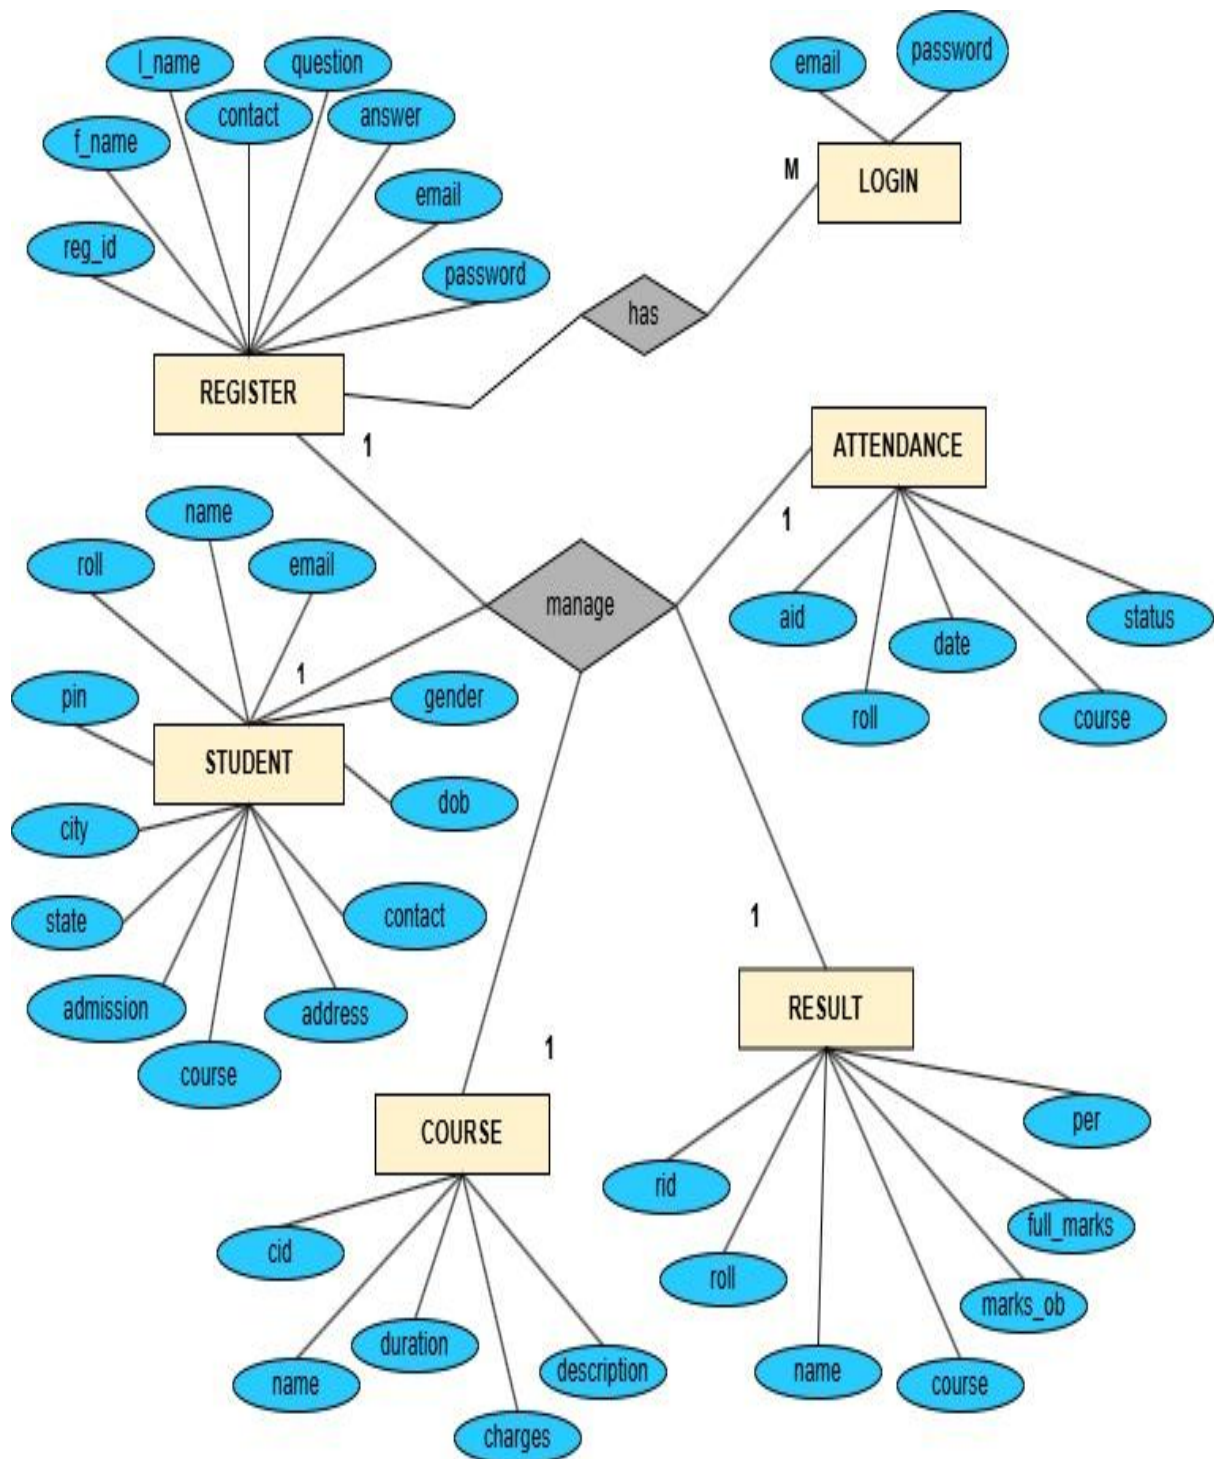 l_name
question
email
password
contact
answer
f_name
M
LOGIN
email
reg_id
password
has
REGISTER
1
ATTENDANCE
name
1
roll
email
manage
aid
status
date
1
pin
gender
roll
course
STUDENT
city
dob
state
contact
1
admission
address
RESULT
course
1
COURSE
per
rid
full_marks
cid
roll
marks_ob
duration
description
name
name
course
charges